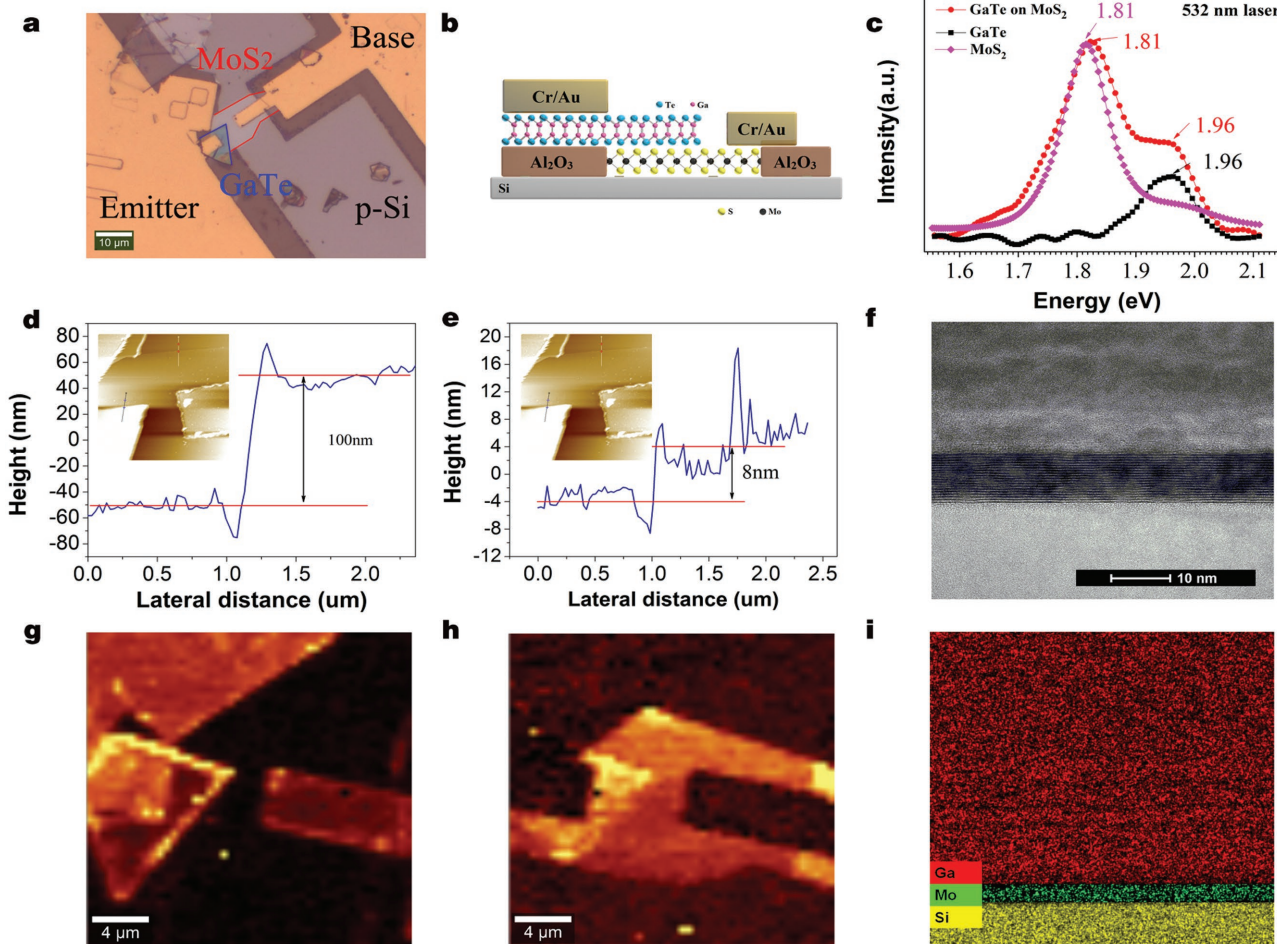 a
MoS2
Base
GaTe
Emitter
p-Si
10 μm
b
Cr/Au
Te
Ga
Cr/Au
Al₂O₃
Al₂O₃
Si
S
Mo
c
GaTe on MoS₂
GaTe
MoS₂
532 nm laser
1.81
1.81
1.96
1.96
Intensity(a.u.)
1.6 1.7 1.8 1.9 2.0 2.1
Energy (eV)
d
80
60
40
20
0
-20
-40
-60
-80
Height (nm)
100nm
0.0 0.5 1.0 1.5 2.0
Lateral distance (um)
e
20
16
12
8
4
0
-4
-8
-12
Height (nm)
8nm
0.0 0.5 1.0 1.5 2.0 2.5
Lateral distance (um)
f
10 nm
g
4 μm
h
4 μm
i
Ga
Mo
Si